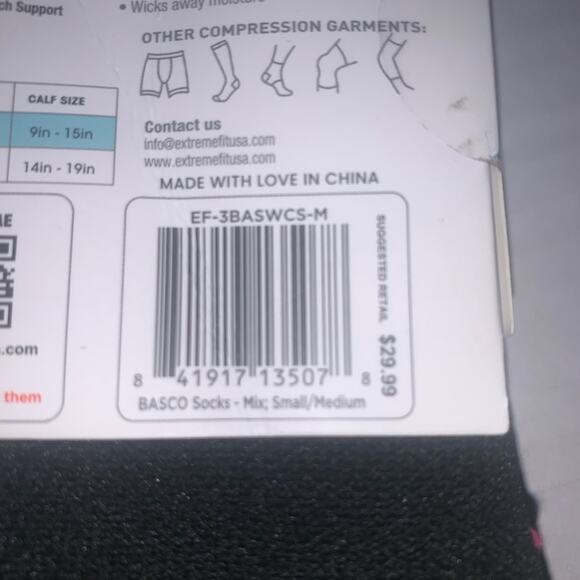 ch Support
• Wicks away moisture
OTHER COMPRESSION GARMENTS:
CALF SIZE
9in - 15in
14in - 19in
Contact us
info@extremefitusa.com
www.extremefitusa.com
MADE WITH LOVE IN CHINA
EF-3BASWCS-M
SUGGESTED RETAIL $29.99
8 41917 13507 8
BASCO Socks - Mix; Small/Medium
.com
them